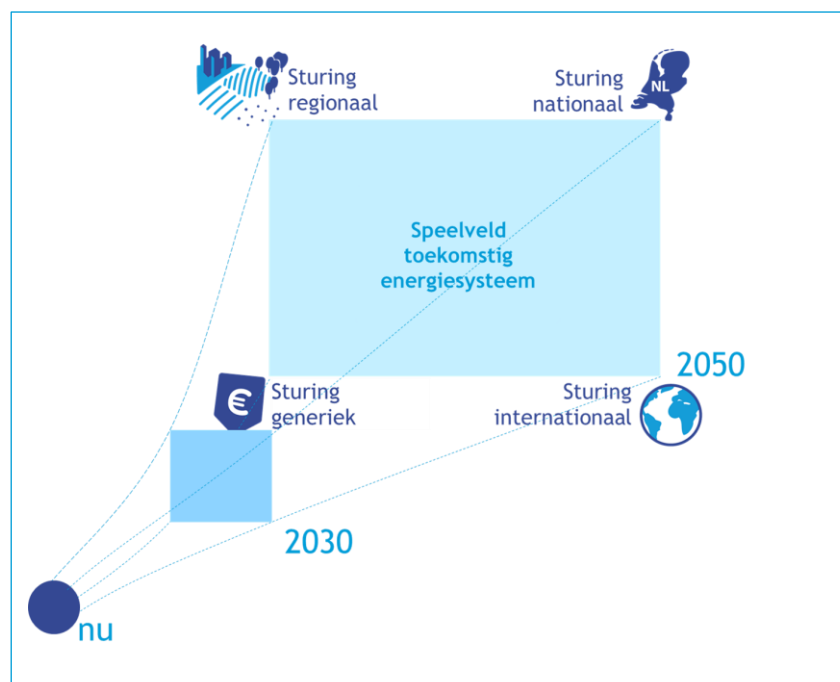 Sturing
regionaal
Sturing
nationaal
NL
Speelveld
toekomstig
energiesysteem
2050
€
Sturing
generiek
Sturing
internationaal
2030
nu